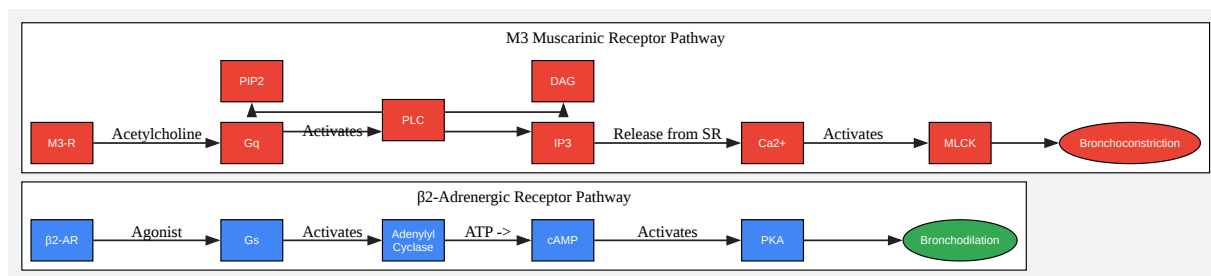 M3 Muscarinic Receptor Pathway
PIP2
DAG
M3-R
Acetylcholine
Gq
Activates
PLC
IP3
Release from SR
Ca2+
Activates
MLCK
Bronchoconstriction
β2-Adrenergic Receptor Pathway
β2-AR
Agonist
Gs
Activates
Adenylyl
Cyclase
ATP ->
cAMP
Activates
PKA
Bronchodilation